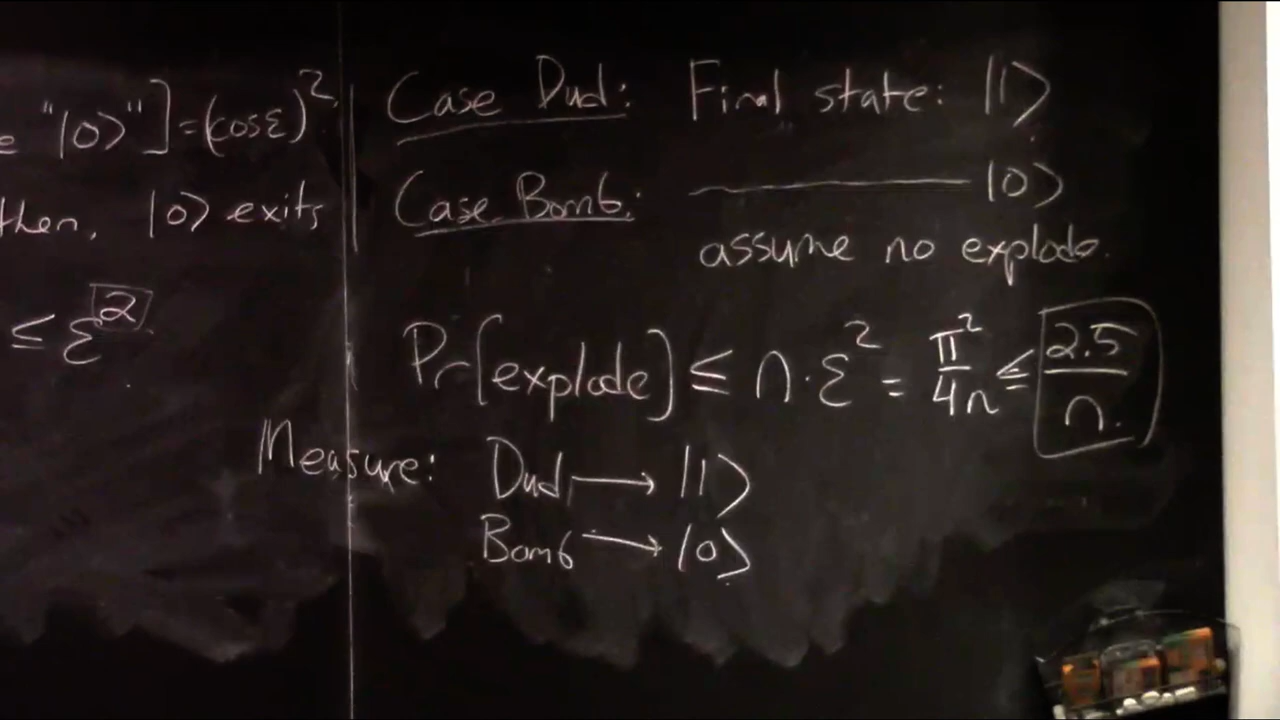 e "|0⟩"] = (cos ε)².
then, |0⟩ exits
≤ ε²
Case Dud: Final state: |1⟩
Case Bomb: ———— |0⟩
assume no explode.
Pr[explode] ≤ n·ε² = π²/4n ≤ 2.5/n.
Measure: Dud → |1⟩
Bomb → |0⟩